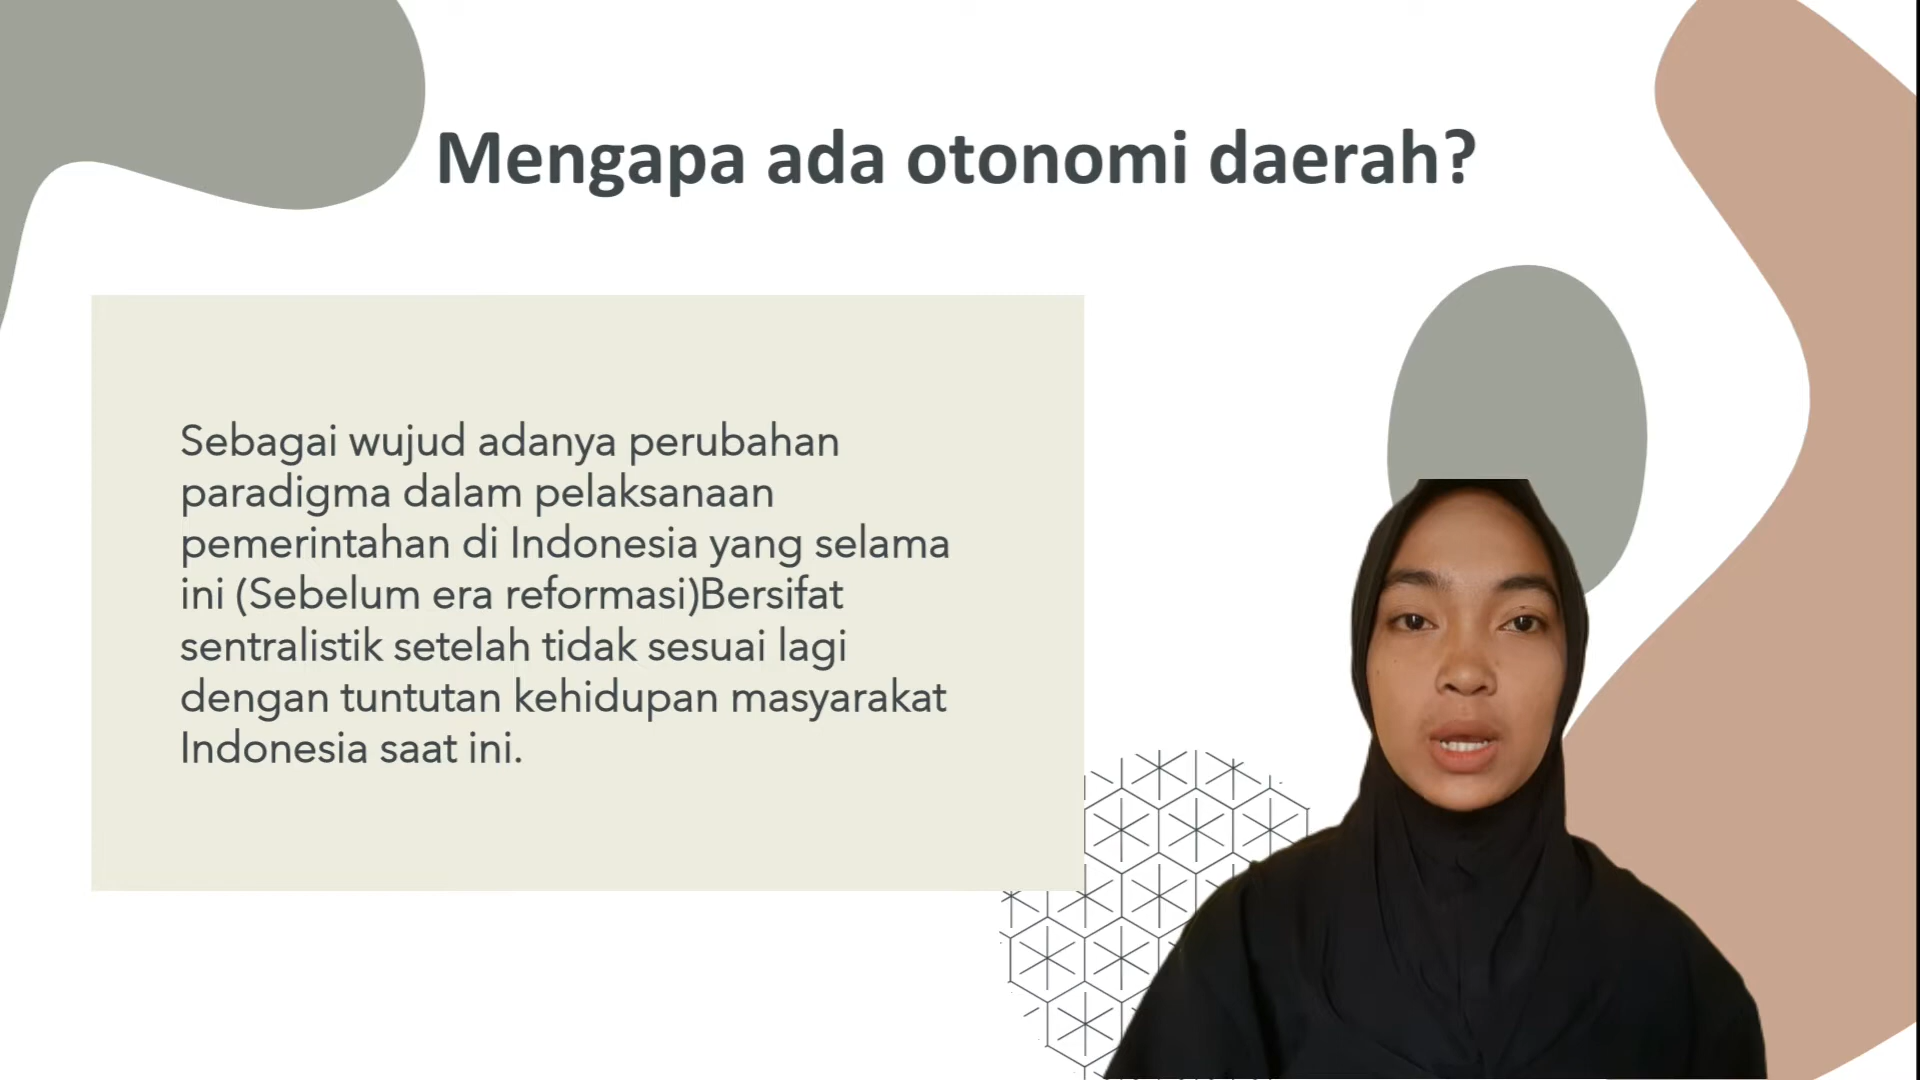 Mengapa ada otonomi daerah?
Sebagai wujud adanya perubahan
paradigma dalam pelaksanaan
pemerintahan di Indonesia yang selama
ini (Sebelum era reformasi)Bersifat
sentralistik setelah tidak sesuai lagi
dengan tuntutan kehidupan masyarakat
Indonesia saat ini.